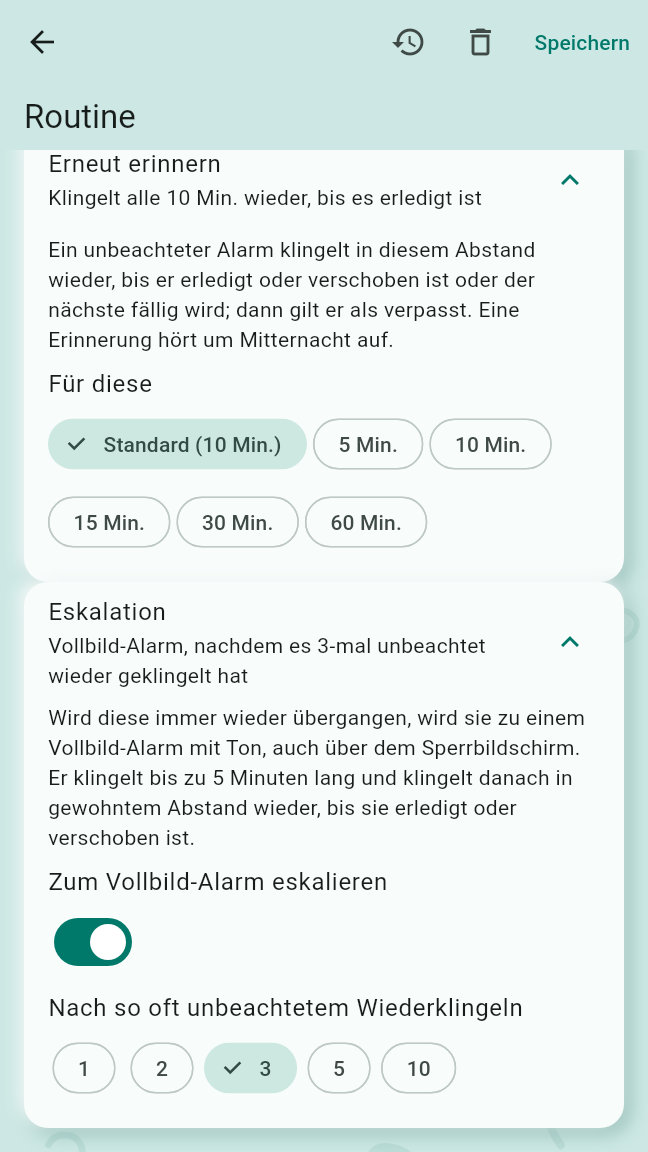 Speichern
Routine
Erneut erinnern
Klingelt alle 10 Min. wieder, bis es erledigt ist
Ein unbeachteter Alarm klingelt in diesem Abstand
wieder, bis er erledigt oder verschoben ist oder der
nächste fällig wird; dann gilt er als verpasst. Eine
Erinnerung hört um Mitternacht auf.
Für diese
Standard (10 Min.) 5 Min. 10 Min.
15 Min. 30 Min. 60 Min.
Eskalation
Vollbild-Alarm, nachdem es 3-mal unbeachtet
wieder geklingelt hat
Wird diese immer wieder übergangen, wird sie zu einem
Vollbild-Alarm mit Ton, auch über dem Sperrbildschirm.
Er klingelt bis zu 5 Minuten lang und klingelt danach in
gewohntem Abstand wieder, bis sie erledigt oder
verschoben ist.
Zum Vollbild-Alarm eskalieren
Nach so oft unbeachtetem Wiederklingeln
1 2 3 5 10